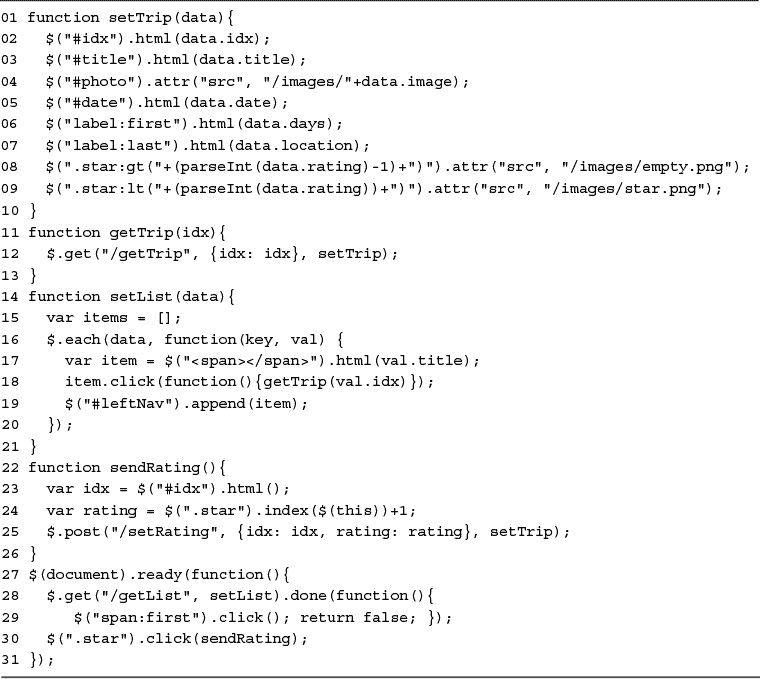 01 function setTrip(data){
02   $("#idx").html(data.idx);
03   $("#title").html(data.title);
04   $("#photo").attr("src", "/images/"+data.image);
05   $("#date").html(data.date);
06   $("label:first").html(data.days);
07   $("label:last").html(data.location);
08   $(".star:gt("+(parseInt(data.rating)-1)+")").attr("src", "/images/empty.png");
09   $(".star:lt("+(parseInt(data.rating))+")").attr("src", "/images/star.png");
10 }
11 function getTrip(idx){
12   $.get("/getTrip", {idx: idx}, setTrip);
13 }
14 function setList(data){
15   var items = [];
16   $.each(data, function(key, val) {
17     var item = $("<span></span>").html(val.title);
18     item.click(function(){getTrip(val.idx)});
19     $("#leftNav").append(item);
20   });
21 }
22 function sendRating(){
23   var idx = $("#idx").html();
24   var rating = $(".star").index($(this))+1;
25   $.post("/setRating", {idx: idx, rating: rating}, setTrip);
26 }
27 $(document).ready(function(){
28   $.get("/getList", setList).done(function(){
29      $("span:first").click(); return false; });
30   $(".star").click(sendRating);
31 });